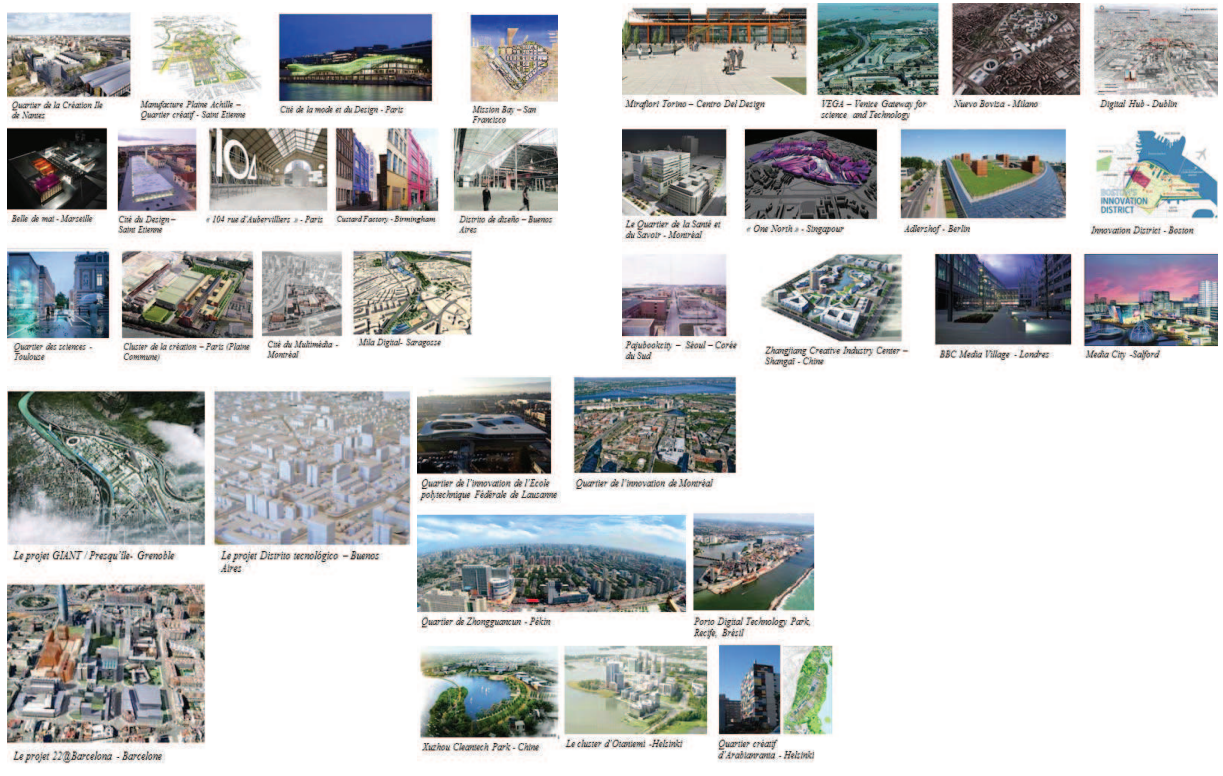 Quartier de la Création Ile
de Nantes
Manufacture Plaine Achille –
Quartier créatif - Saint Etienne
Cité de la mode et du Design - Paris
Mission Bay – San
Francisco
Miraflori Torino – Centro Del Design
VEGA – Venice Gateway for
science and Technology
Nuevo Bovisa - Milano
Digital Hub - Dublin
Belle de mai - Marseille
Cité du Design –
Saint Etienne
104
« 104 rue d'Aubervilliers » - Paris
Custard Factory - Birmingham
Distrito de diseño – Buenos
Aires
Le Quartier de la Santé et
du Savoir - Montréal
« One North » - Singapour
Adlershof - Berlin
BOSTON'S
INNOVATION
DISTRICT
Innovation District - Boston
Quartier des sciences -
Toulouse
Cluster de la création – Paris (Plaine
Commune)
Cité du Multimédia -
Montréal
Mila Digital- Saragosse
Pajubookcity – Séoul – Corée
du Sud
Zhangjiang Creative Industry Center –
Shangaï - Chine
BBC Media Village - Londres
Media City -Salford
Le projet GIANT / Presqu'île- Grenoble
Le projet Distrito tecnológico – Buenos
Aires
Quartier de l'innovation de l'Ecole
polytechnique Fédérale de Lausanne
Quartier de l'innovation de Montréal
Quartier de Zhongguancun - Pékin
Porto Digital Technology Park,
Recife, Brésil
Le projet 22@Barcelona - Barcelone
Xuzhou Cleantech Park - Chine
Le cluster d'Otaniemi -Helsinki
Quartier créatif
d'Arabianranta - Helsinki